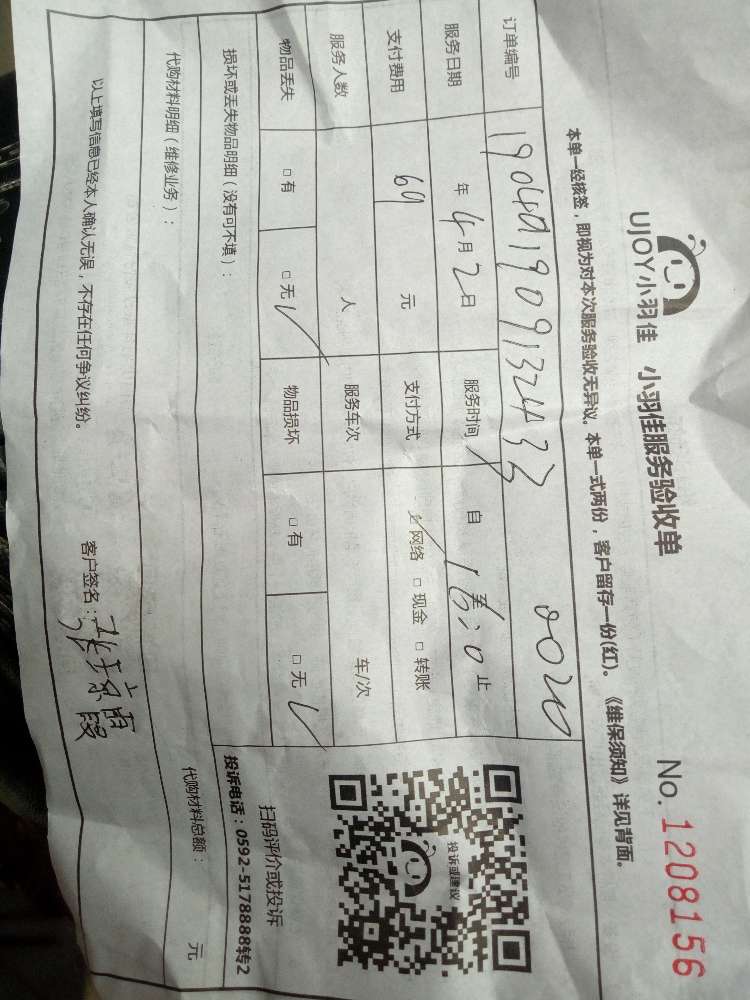 UJOY小羽佳 小羽佳服务验收单 No. 1208156
本单一经核签，即视为对本次服务验收无异议。本单一式两份，客户留存一份(红)。《维保须知》详见背面。
订单编号
服务日期 年 4 月 2 日 服务时间 自 止
支付费用 69 元 支付方式 网络 □ 现金 □ 转账
服务人数 人 服务车次 车/次
物品丢失 □ 有 □ 无 ✓ 物品损坏 □ 有 □ 无 ✓
投诉或建议
扫码评价或投诉
投诉电话：0592-5178888转2
损坏或丢失物品明细（没有可不填）：
代购材料明细（维修业务）： 代购材料总额： 元
以上填写信息已经本人确认无误，不存在任何争议纠纷。 客户签名：